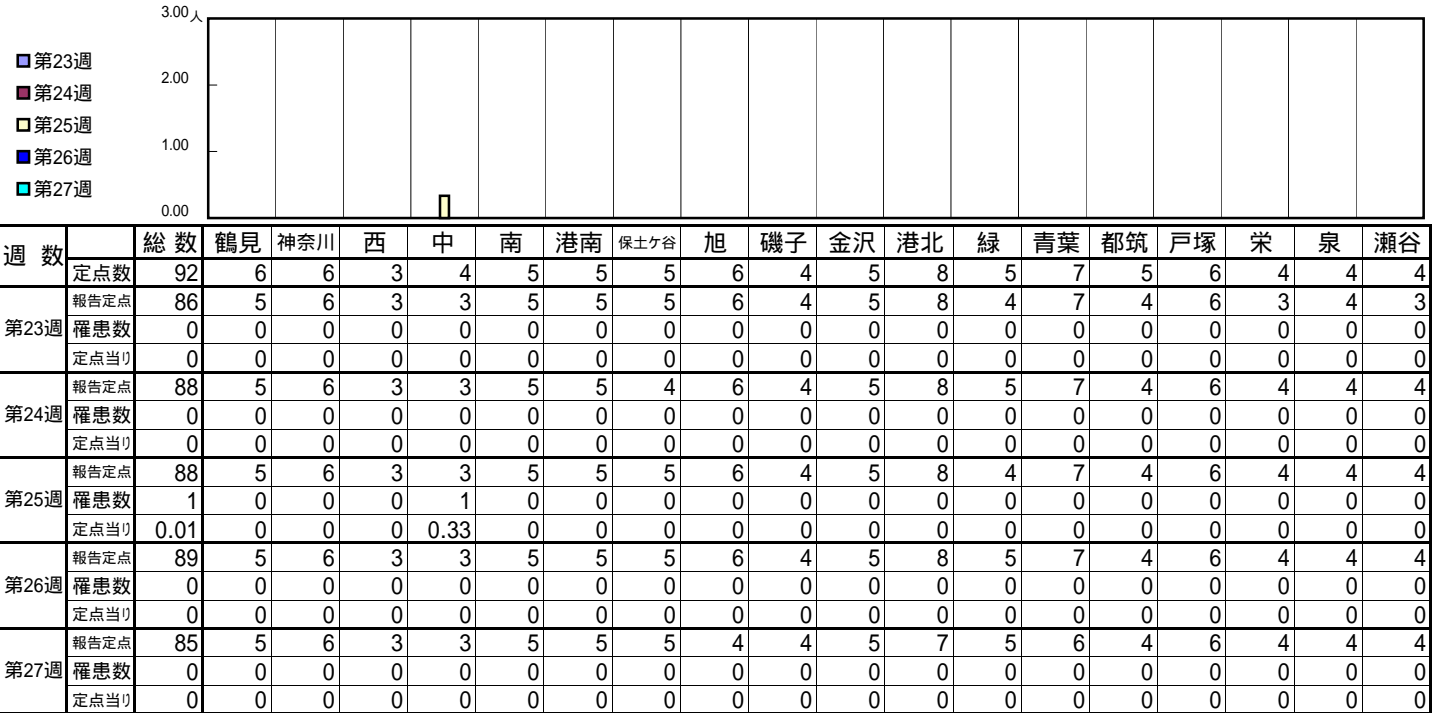 3.00人
第23週
2.00
第24週
第25週
1.00
第26週
第27週
0.00
週 数 総 数 鶴見 神奈川 西 中 南 港南 保土ケ谷 旭 磯子 金沢 港北 緑 青葉 都筑 戸塚 栄 泉 瀬谷
定点数 92 6 6 3 4 5 5 5 6 4 5 8 5 7 5 6 4 4 4
第23週 報告定点 86 5 6 3 3 5 5 5 6 4 5 8 4 7 4 6 3 4 3
罹患数 0 0 0 0 0 0 0 0 0 0 0 0 0 0 0 0 0 0 0
定点当り 0 0 0 0 0 0 0 0 0 0 0 0 0 0 0 0 0 0 0
第24週 報告定点 88 5 6 3 3 5 5 4 6 4 5 8 5 7 4 6 4 4 4
罹患数 0 0 0 0 0 0 0 0 0 0 0 0 0 0 0 0 0 0 0
定点当り 0 0 0 0 0 0 0 0 0 0 0 0 0 0 0 0 0 0 0
第25週 報告定点 88 5 6 3 3 5 5 5 6 4 5 8 4 7 4 6 4 4 4
罹患数 1 0 0 0 1 0 0 0 0 0 0 0 0 0 0 0 0 0 0
定点当り 0.01 0 0 0 0.33 0 0 0 0 0 0 0 0 0 0 0 0 0 0
第26週 報告定点 89 5 6 3 3 5 5 5 6 4 5 8 5 7 4 6 4 4 4
罹患数 0 0 0 0 0 0 0 0 0 0 0 0 0 0 0 0 0 0 0
定点当り 0 0 0 0 0 0 0 0 0 0 0 0 0 0 0 0 0 0 0
第27週 報告定点 85 5 6 3 3 5 5 5 4 4 5 7 5 6 4 6 4 4 4
罹患数 0 0 0 0 0 0 0 0 0 0 0 0 0 0 0 0 0 0 0
定点当り 0 0 0 0 0 0 0 0 0 0 0 0 0 0 0 0 0 0 0